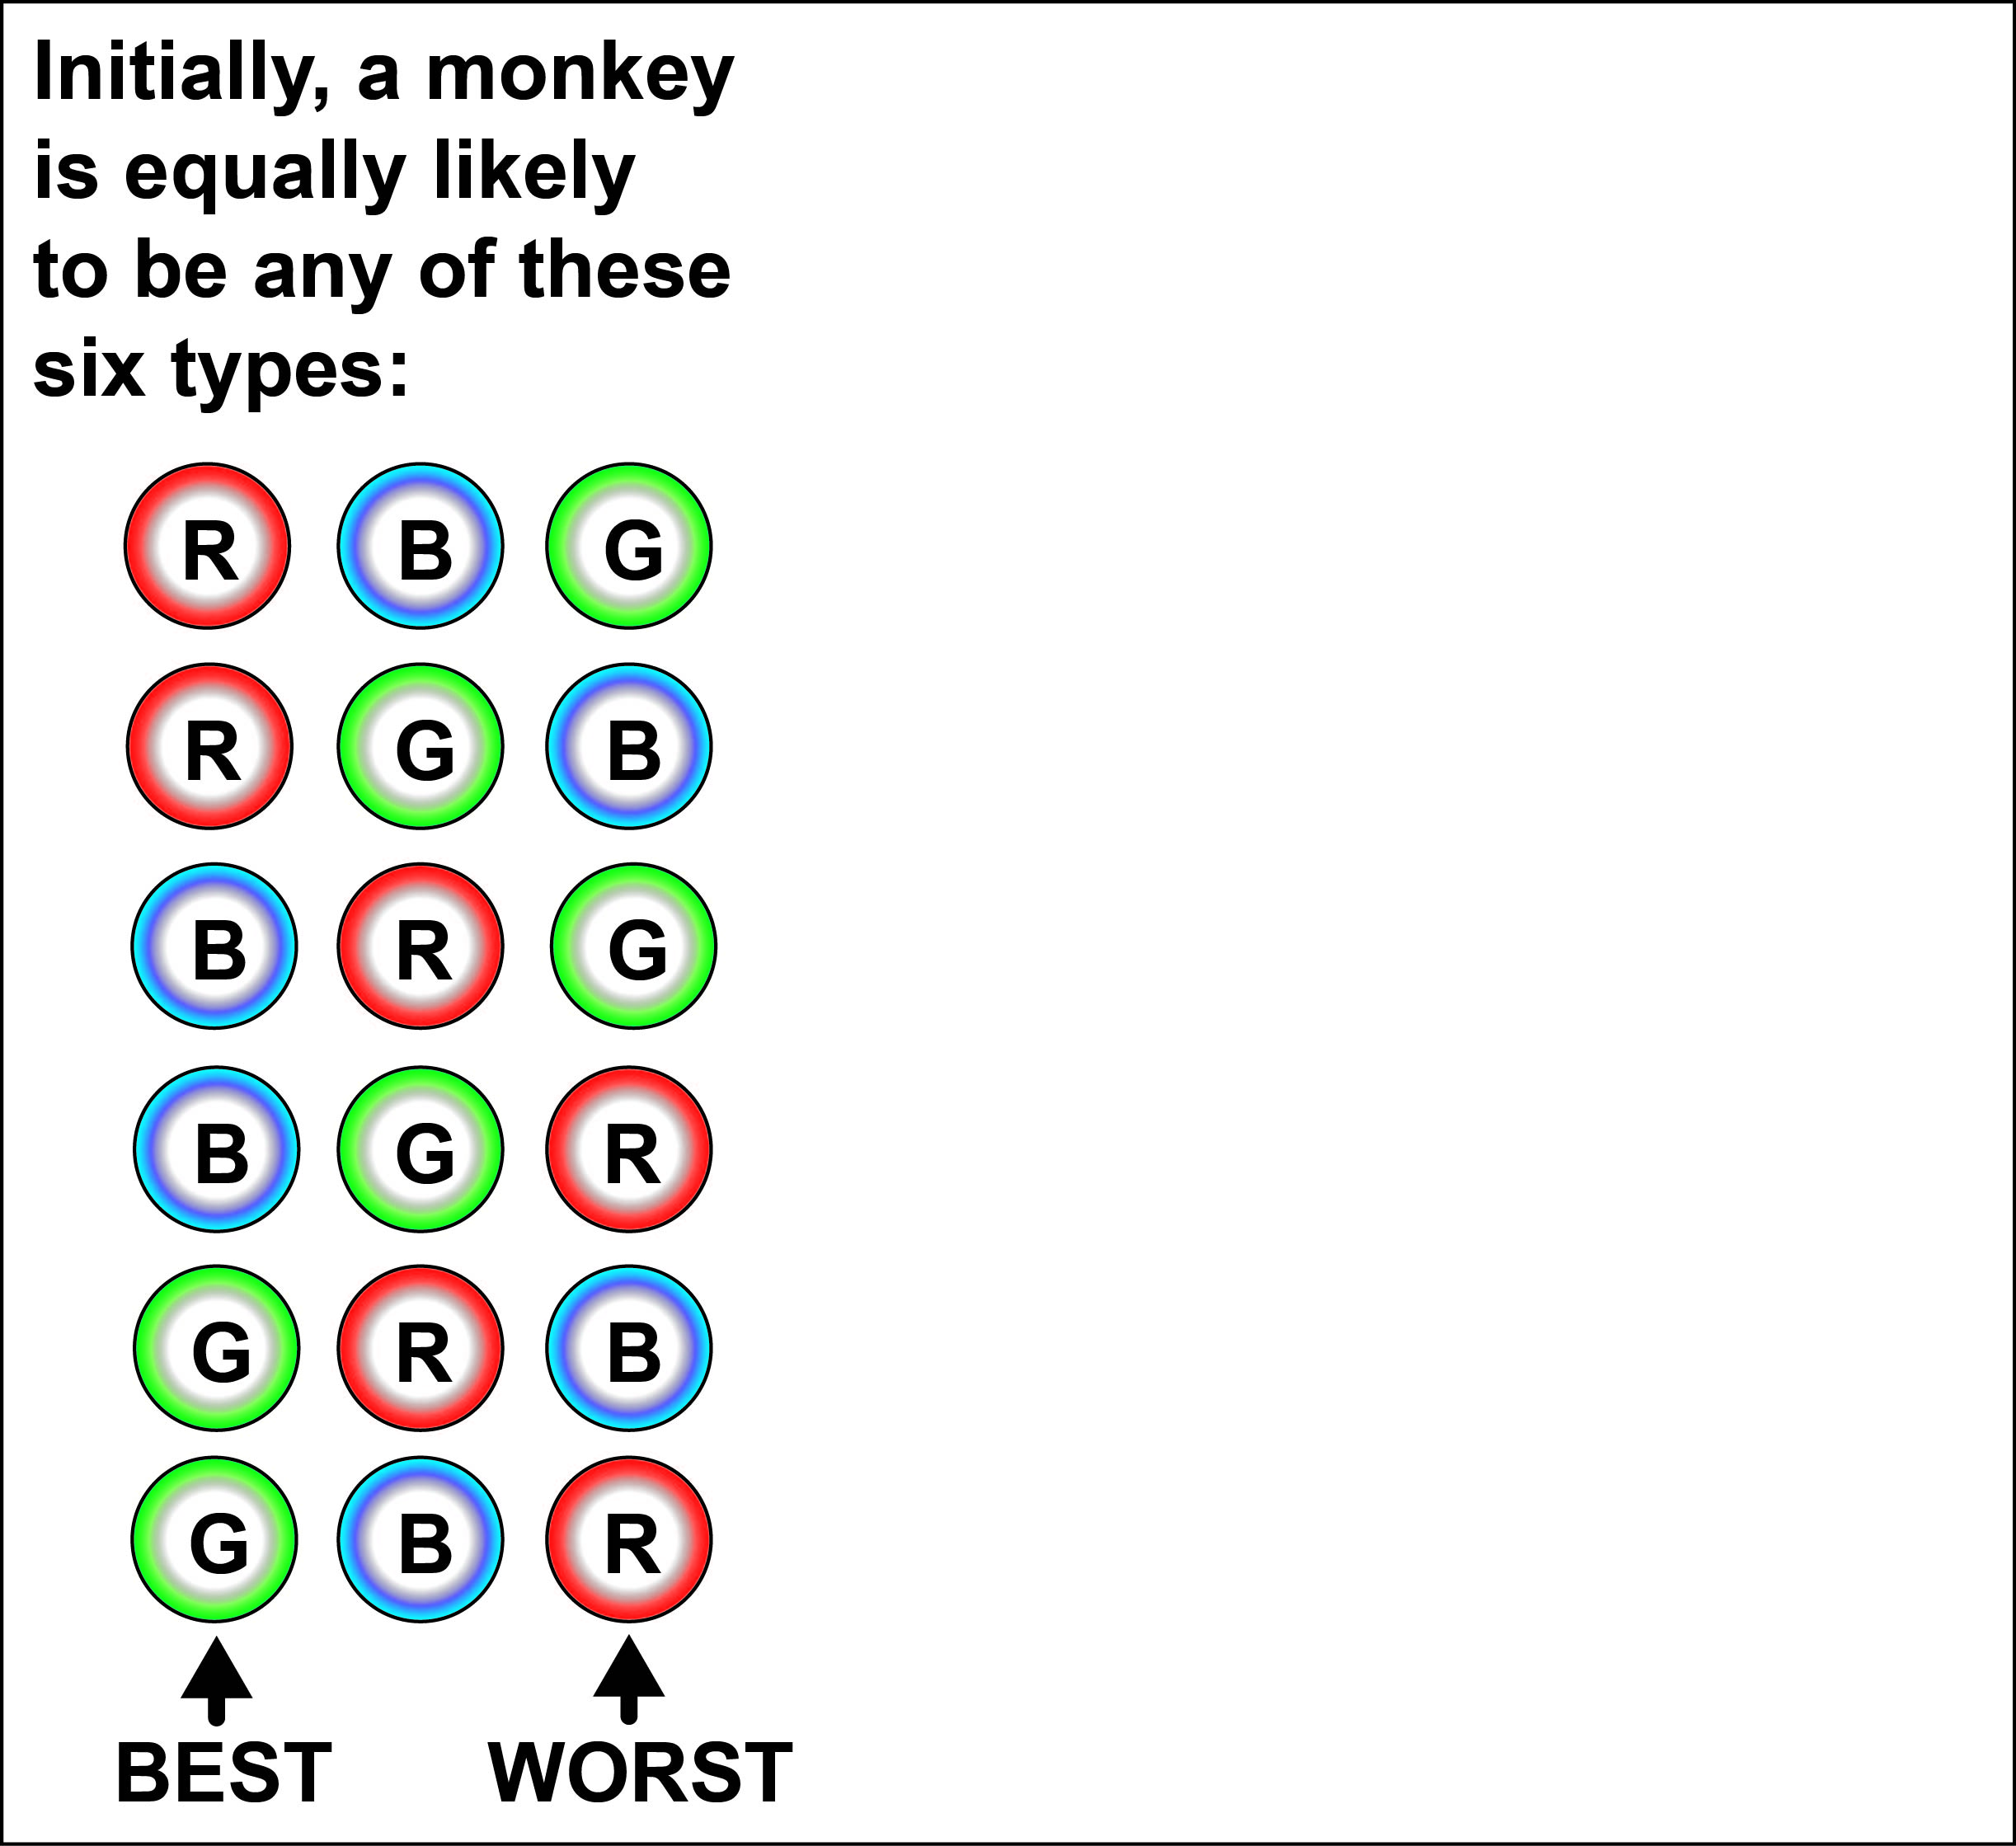 Initially, a monkey
is equally likely
to be any of these
six types:
R B G
R G B
B R G
B G R
G R B
G B R
BEST WORST